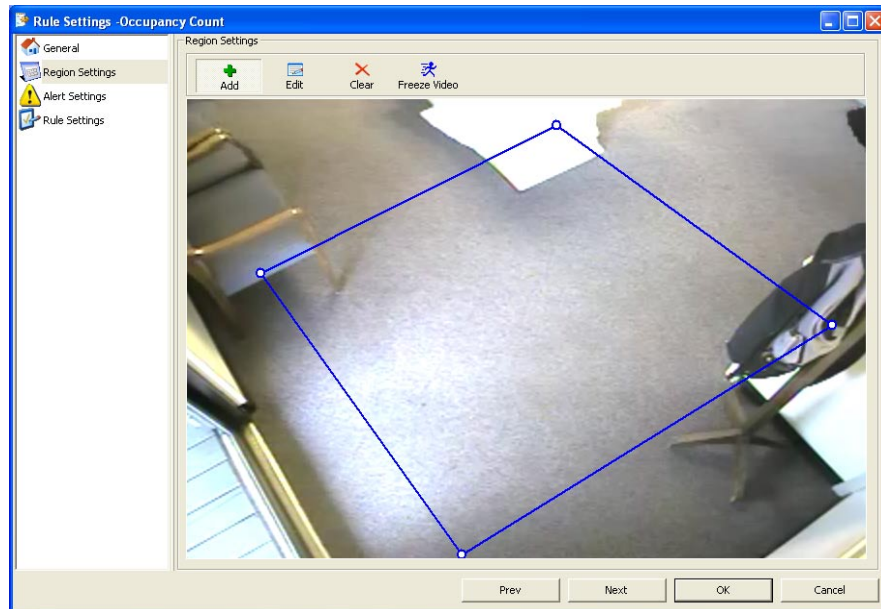 Rule Settings -Occupancy Count
General
Region Settings
Alert Settings
Rule Settings
Region Settings
Add
Edit
Clear
Freeze Video
Prev
Next
OK
Cancel